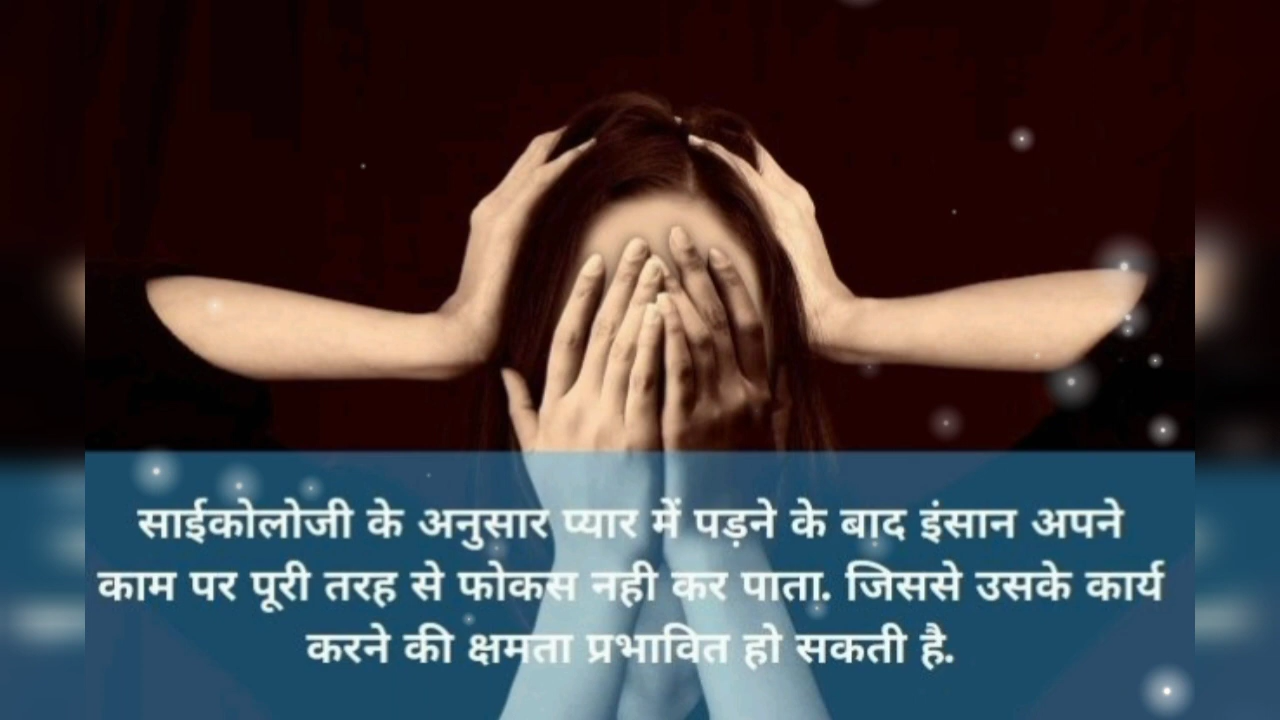 साईकोलोजी के अनुसार प्यार में पड़ने के बाद इंसान अपने
काम पर पूरी तरह से फोकस नही कर पाता. जिससे उसके कार्य
करने की क्षमता प्रभावित हो सकती है.